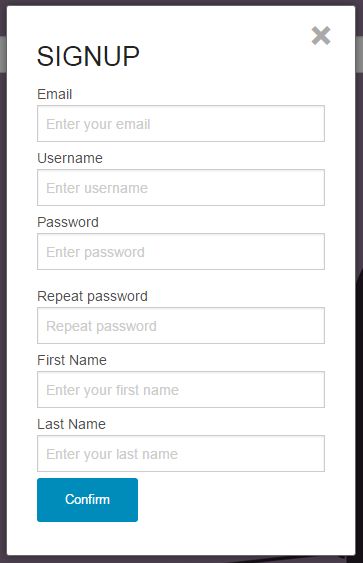 SIGNUP
Email
Enter your email
Username
Enter username
Password
Enter password
Repeat password
Repeat password
First Name
Enter your first name
Last Name
Enter your last name
Confirm